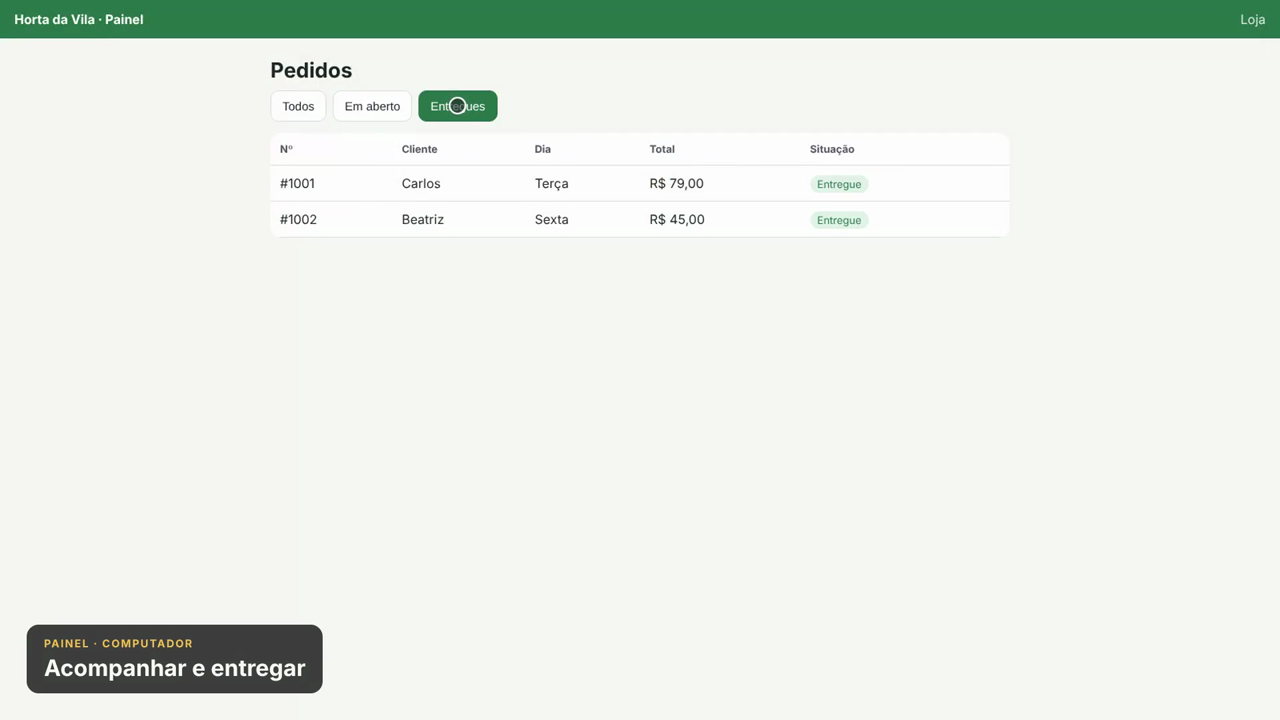 Horta da Vila · Painel
Loja
Pedidos
Todos
Em aberto
Entregues
Nº Cliente Dia Total Situação
#1001 Carlos Terça R$ 79,00 Entregue
#1002 Beatriz Sexta R$ 45,00 Entregue
PAINEL · COMPUTADOR
Acompanhar e entregar